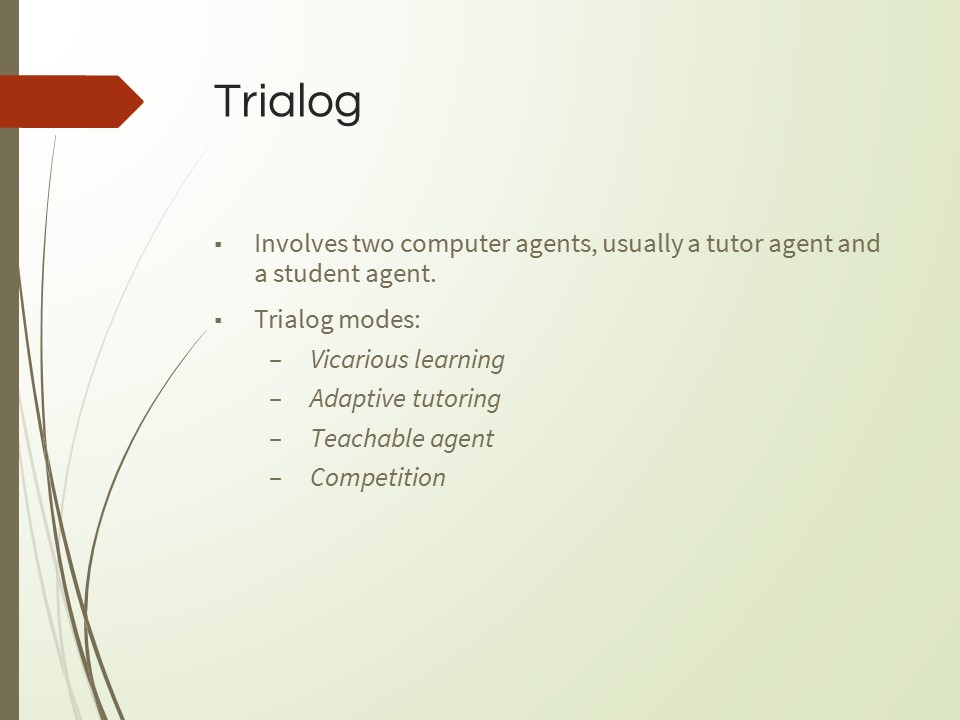 Trialog
▪ Involves two computer agents, usually a tutor agent and
a student agent.
▪ Trialog modes:
– Vicarious learning
– Adaptive tutoring
– Teachable agent
– Competition